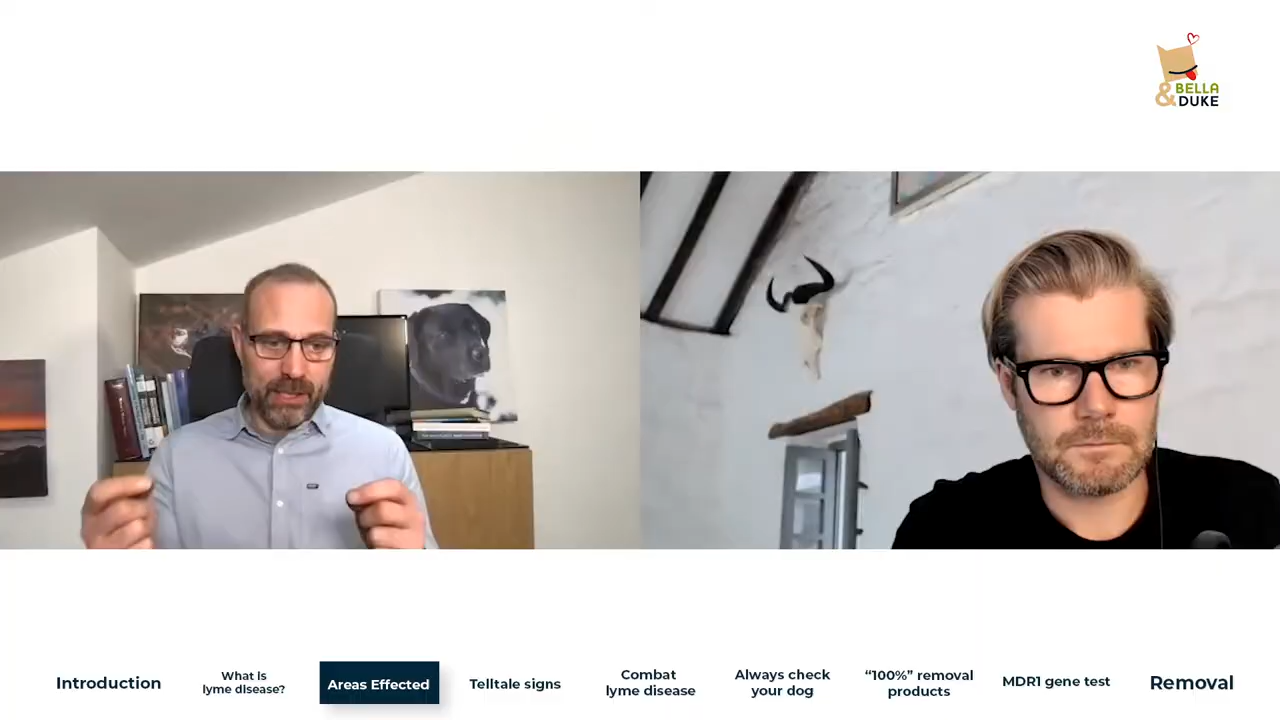 & BELLA
DUKE
Introduction
What is
lyme disease?
Areas Effected
Telltale signs
Combat
lyme disease
Always check
your dog
“100%” removal
products
MDR1 gene test
Removal